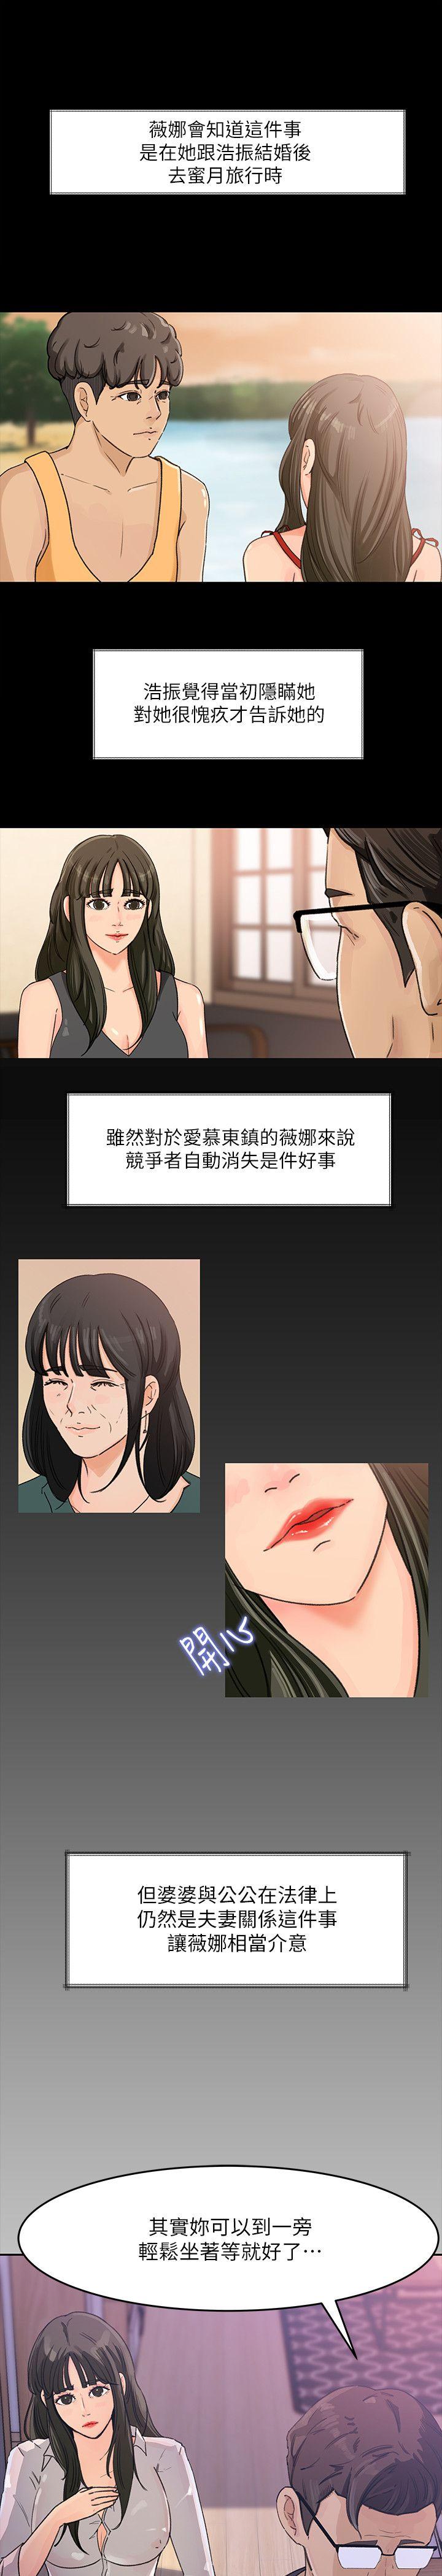 薇娜會知道這件事
是在她跟浩振結婚後
去蜜月旅行時
浩振覺得當初隱瞞她
對她很愧疚才告訴她的
雖然對於愛慕東鎮的薇娜來說
競爭者自動消失是件好事
開心
但婆婆與公公在法律上
仍然是夫妻關係這件事
讓薇娜相當介意
其實妳可以到一旁
輕鬆坐著等就好了…